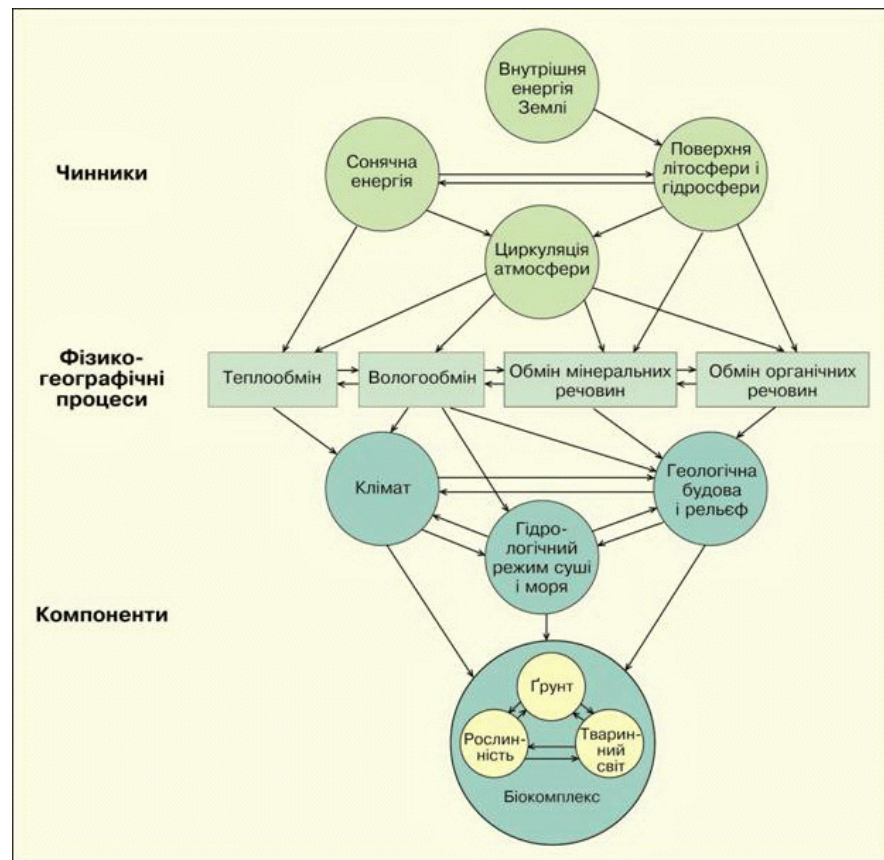 Внутрішня
енергія
Землі
Чинники
Сонячна
енергія
Поверхня
літосфери і
гідросфери
Циркуляція
атмосфери
Фізико-
географічні
процеси
Теплообмін
Вологообмін
Обмін мінеральних
речовин
Обмін органічних
речовин
Клімат
Геологічна
будова
і рельєф
Гідро-
логічний
режим суші
і моря
Компоненти
Ґрунт
Рослин-
ність
Тварин-
ний
світ
Біокомплекс